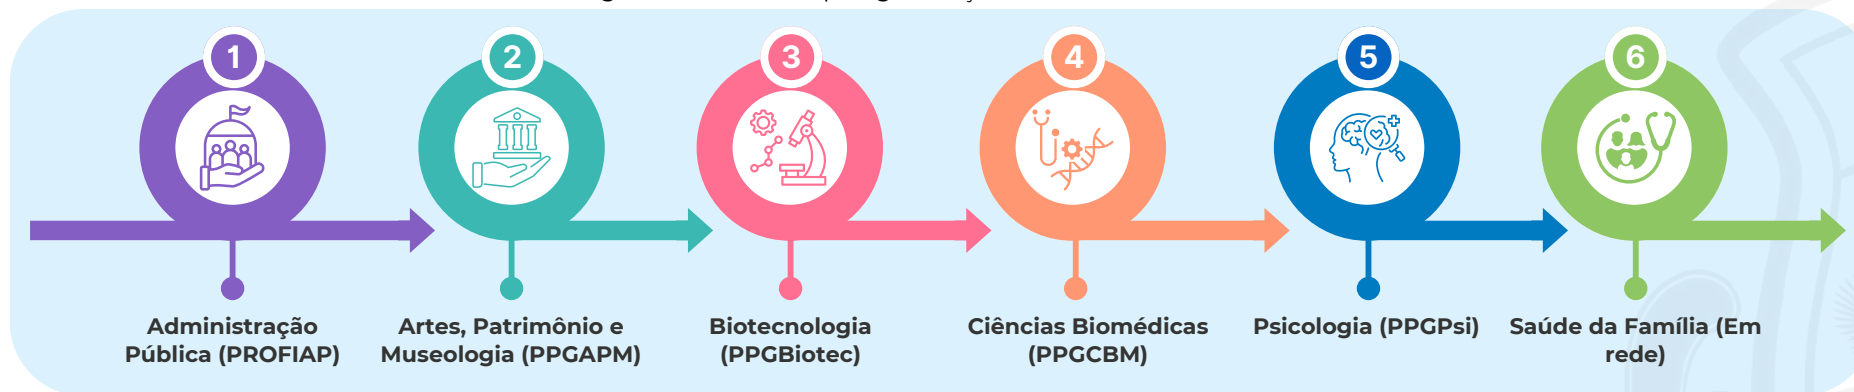 1
2
3
4
5
6
Administração
Pública (PROFIAP)
Artes, Patrimônio e
Museologia (PPGAPM)
Biotecnologia
(PPGBiotec)
Ciências Biomédicas
(PPGCBM)
Psicologia (PPGPsi)
Saúde da Família (Em
rede)